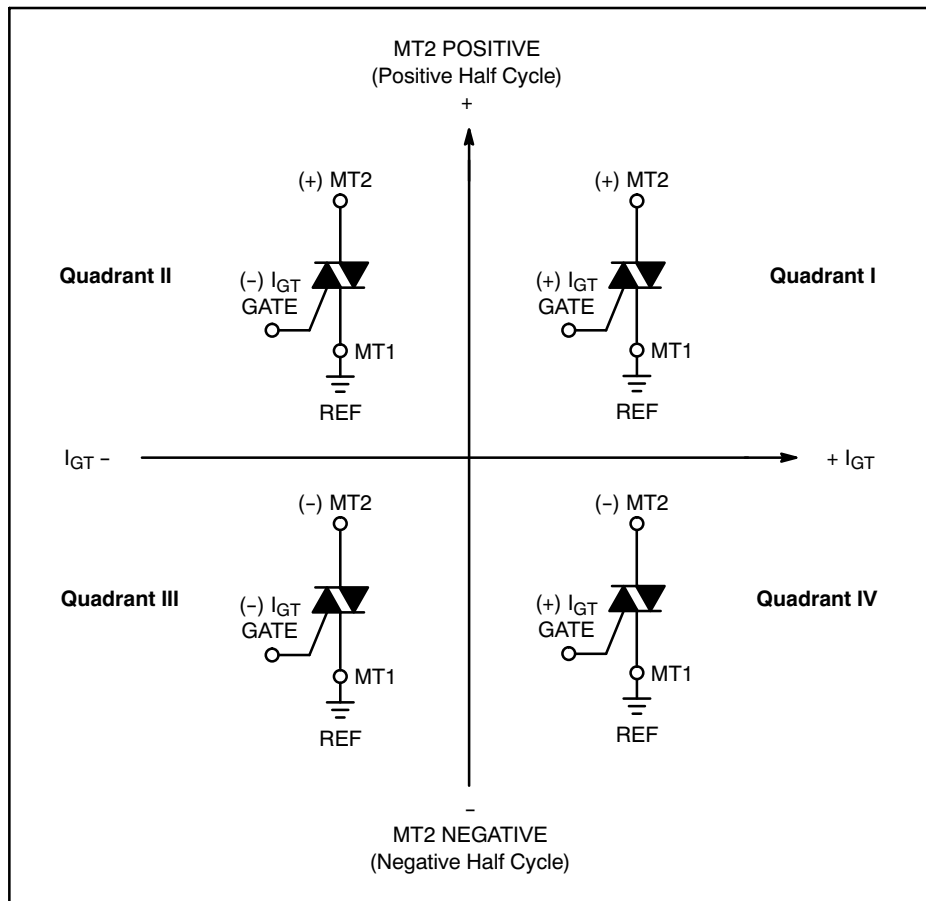 MT2 POSITIVE
(Positive Half Cycle)
+
(+) MT2
(+) MT2
Quadrant II
(–) IGT
GATE
(+) IGT
GATE
Quadrant I
MT1
MT1
REF
REF
IGT –
+ IGT
(–) MT2
(–) MT2
Quadrant III
(–) IGT
GATE
(+) IGT
GATE
Quadrant IV
MT1
MT1
REF
REF
–
MT2 NEGATIVE
(Negative Half Cycle)